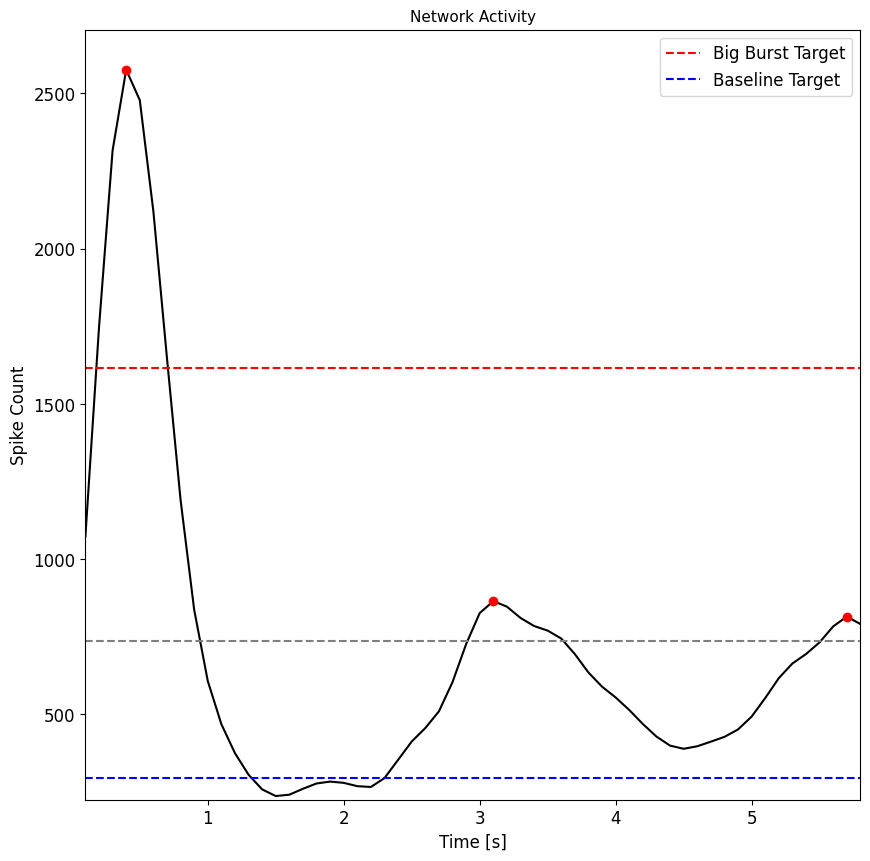 Network Activity
Big Burst Target
Baseline Target
2500
2000
1500
1000
500
Spike Count
1 2 3 4 5
Time [s]